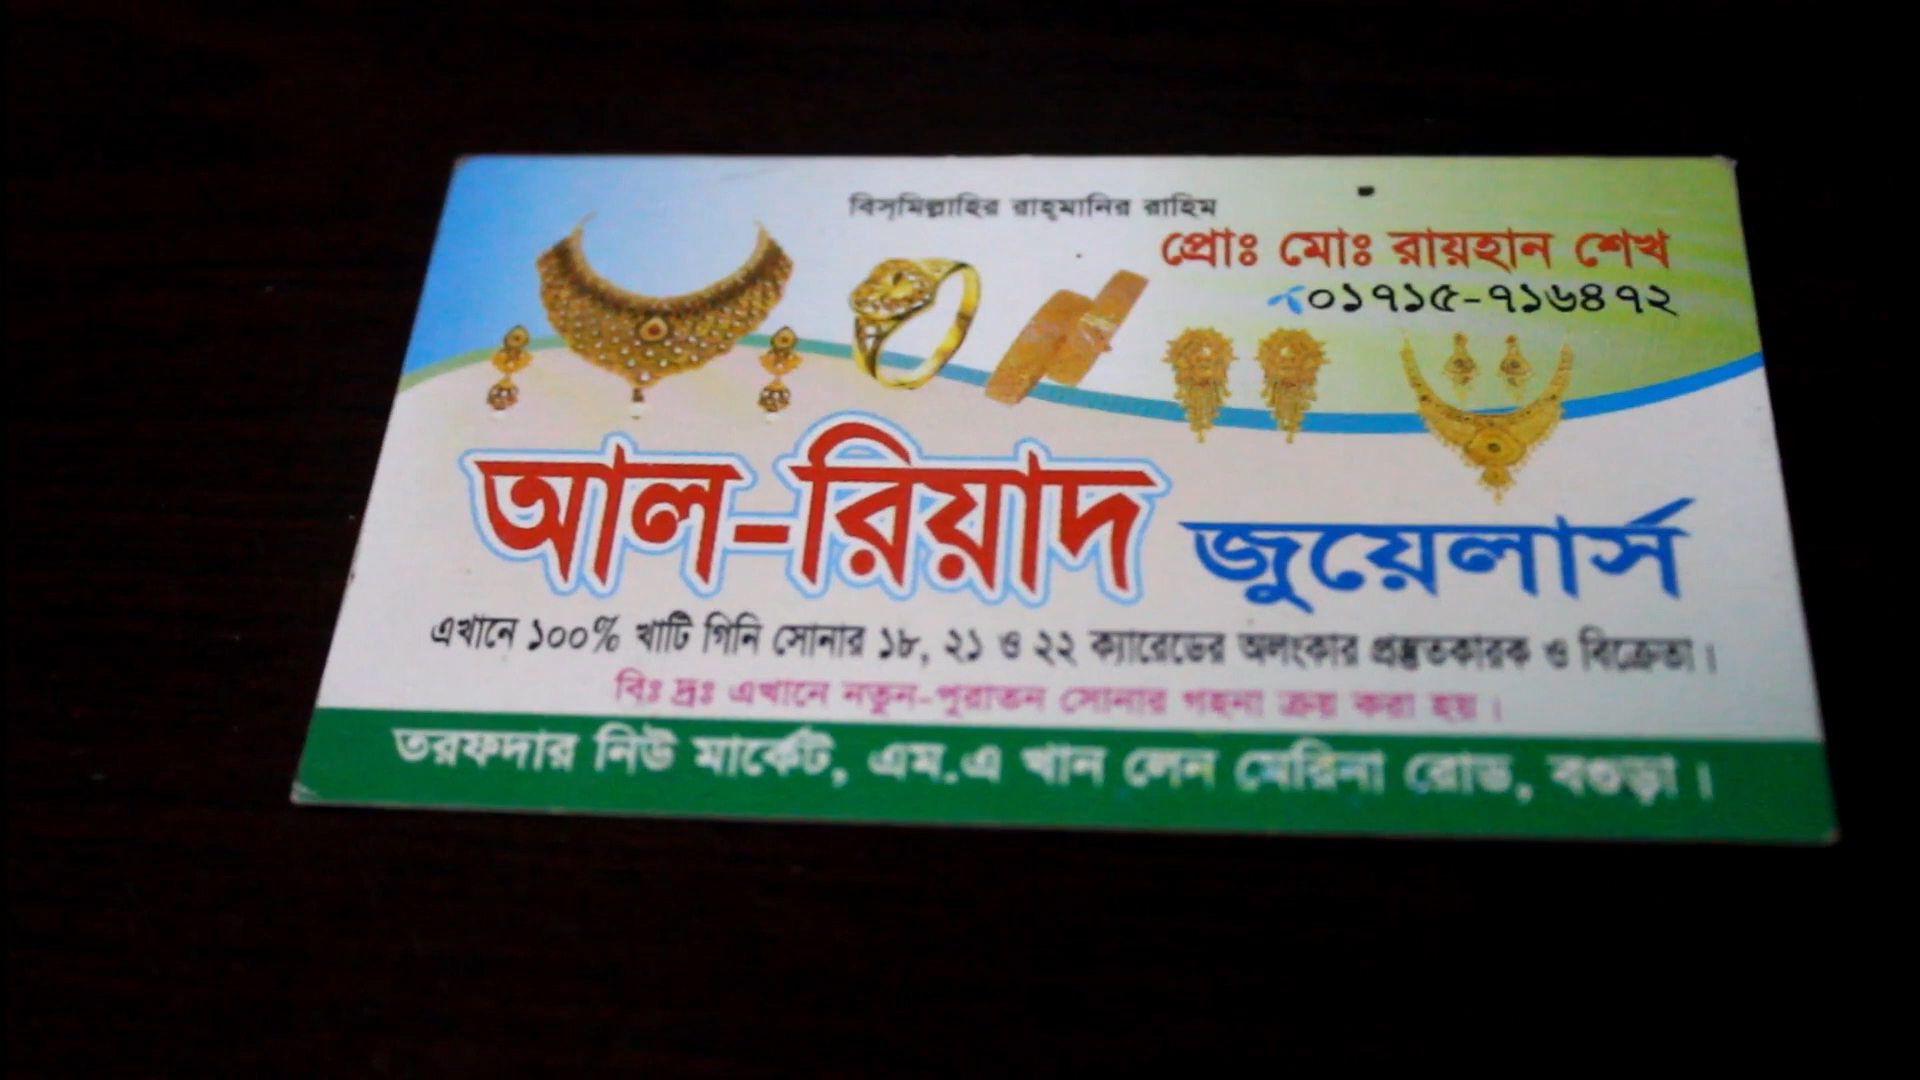 বিস্‌মিল্লাহির রাহ্‌মানির রাহিম
প্রোঃ মোঃ রায়হান শেখ
০১৭১৫-৭১৬৪৭২
আল-রিয়াদ জুয়েলার্স
এখানে ১০০% খাটি গিনি সোনার ১৮, ২১ ও ২২ ক্যারেডের অলংকার প্রস্তুতকারক ও বিক্রেতা।
বিঃ দ্রঃ এখানে নতুন-পুরাতন সোনার গহনা ক্রয় করা হয়।
তরফদার নিউ মার্কেট, এম.এ খান লেন মেরিনা রোড, বগুড়া।